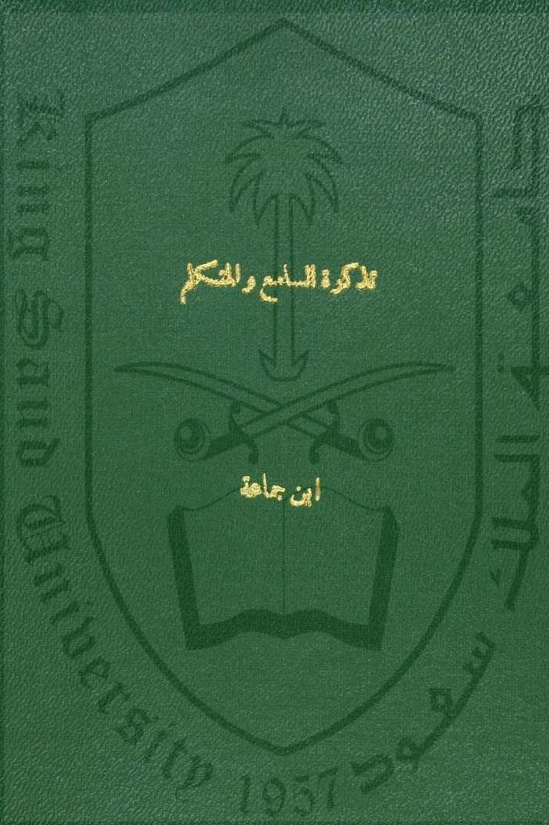 تذكرة السامع والمتكلم
ابن جماعة
King Saud University 1957 جامعة الملك سعود